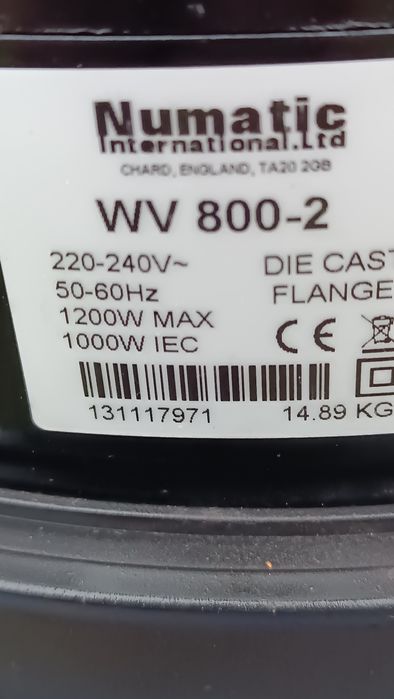 Numatic
International.Ltd
CHARD, ENGLAND, TA20 2GB
WV 800-2
220-240V~ DIE CAST
50-60Hz FLANGE
1200W MAX
1000W IEC CE
131117971 14.89 KG